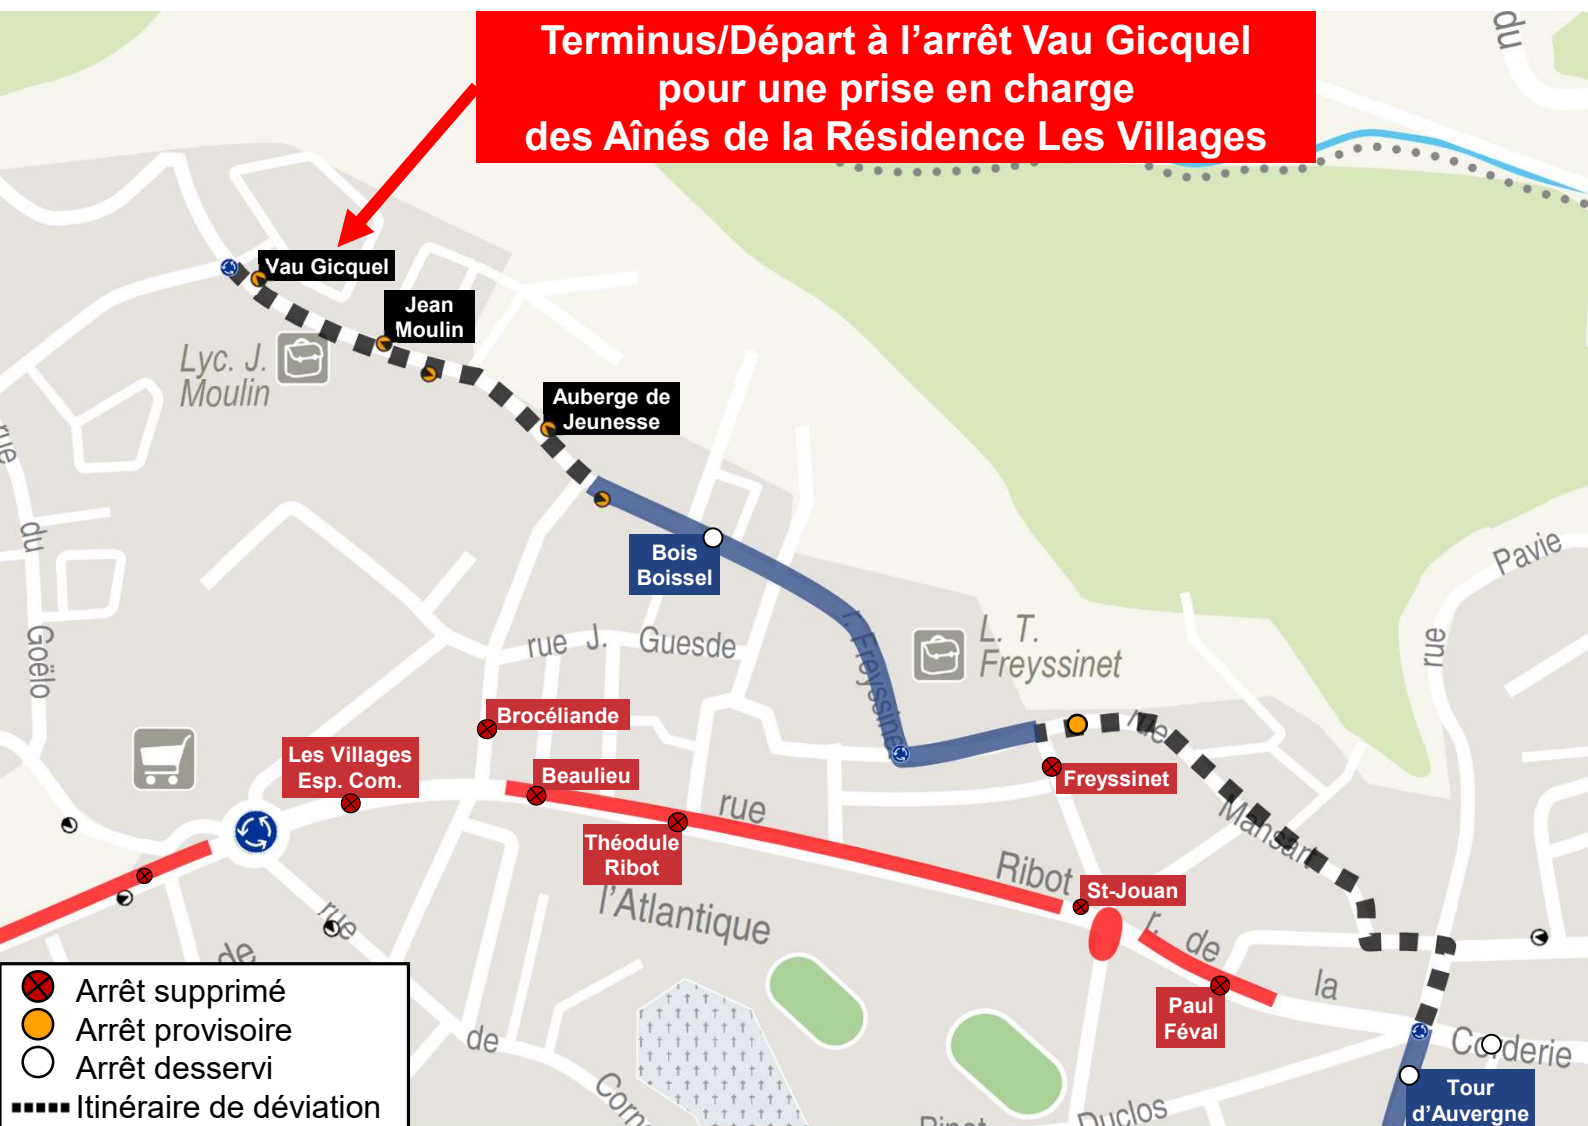 Terminus/Départ à l'arrêt Vau Gicquel
pour une prise en charge
des Aînés de la Résidence Les Villages
du
Vau Gicquel
Jean
Moulin
Lyc. J.
Moulin
Auberge de
Jeunesse
rue
du
Goëlo
Bois
Boissel
Pavie
rue
rue J. Guesde
r. Freyssinet
L. T.
Freyssinet
Brocéliande
Les Villages
Esp. Com.
Beaulieu
Freyssinet
rue
Mansart
rue
Théodule
Ribot
Ribot
St-Jouan
l'Atlantique
r. de
la
Corderie
rue
de
de
Paul
Féval
Tour
d'Auvergne
Duclos
Arrêt supprimé
Arrêt provisoire
Arrêt desservi
Itinéraire de déviation